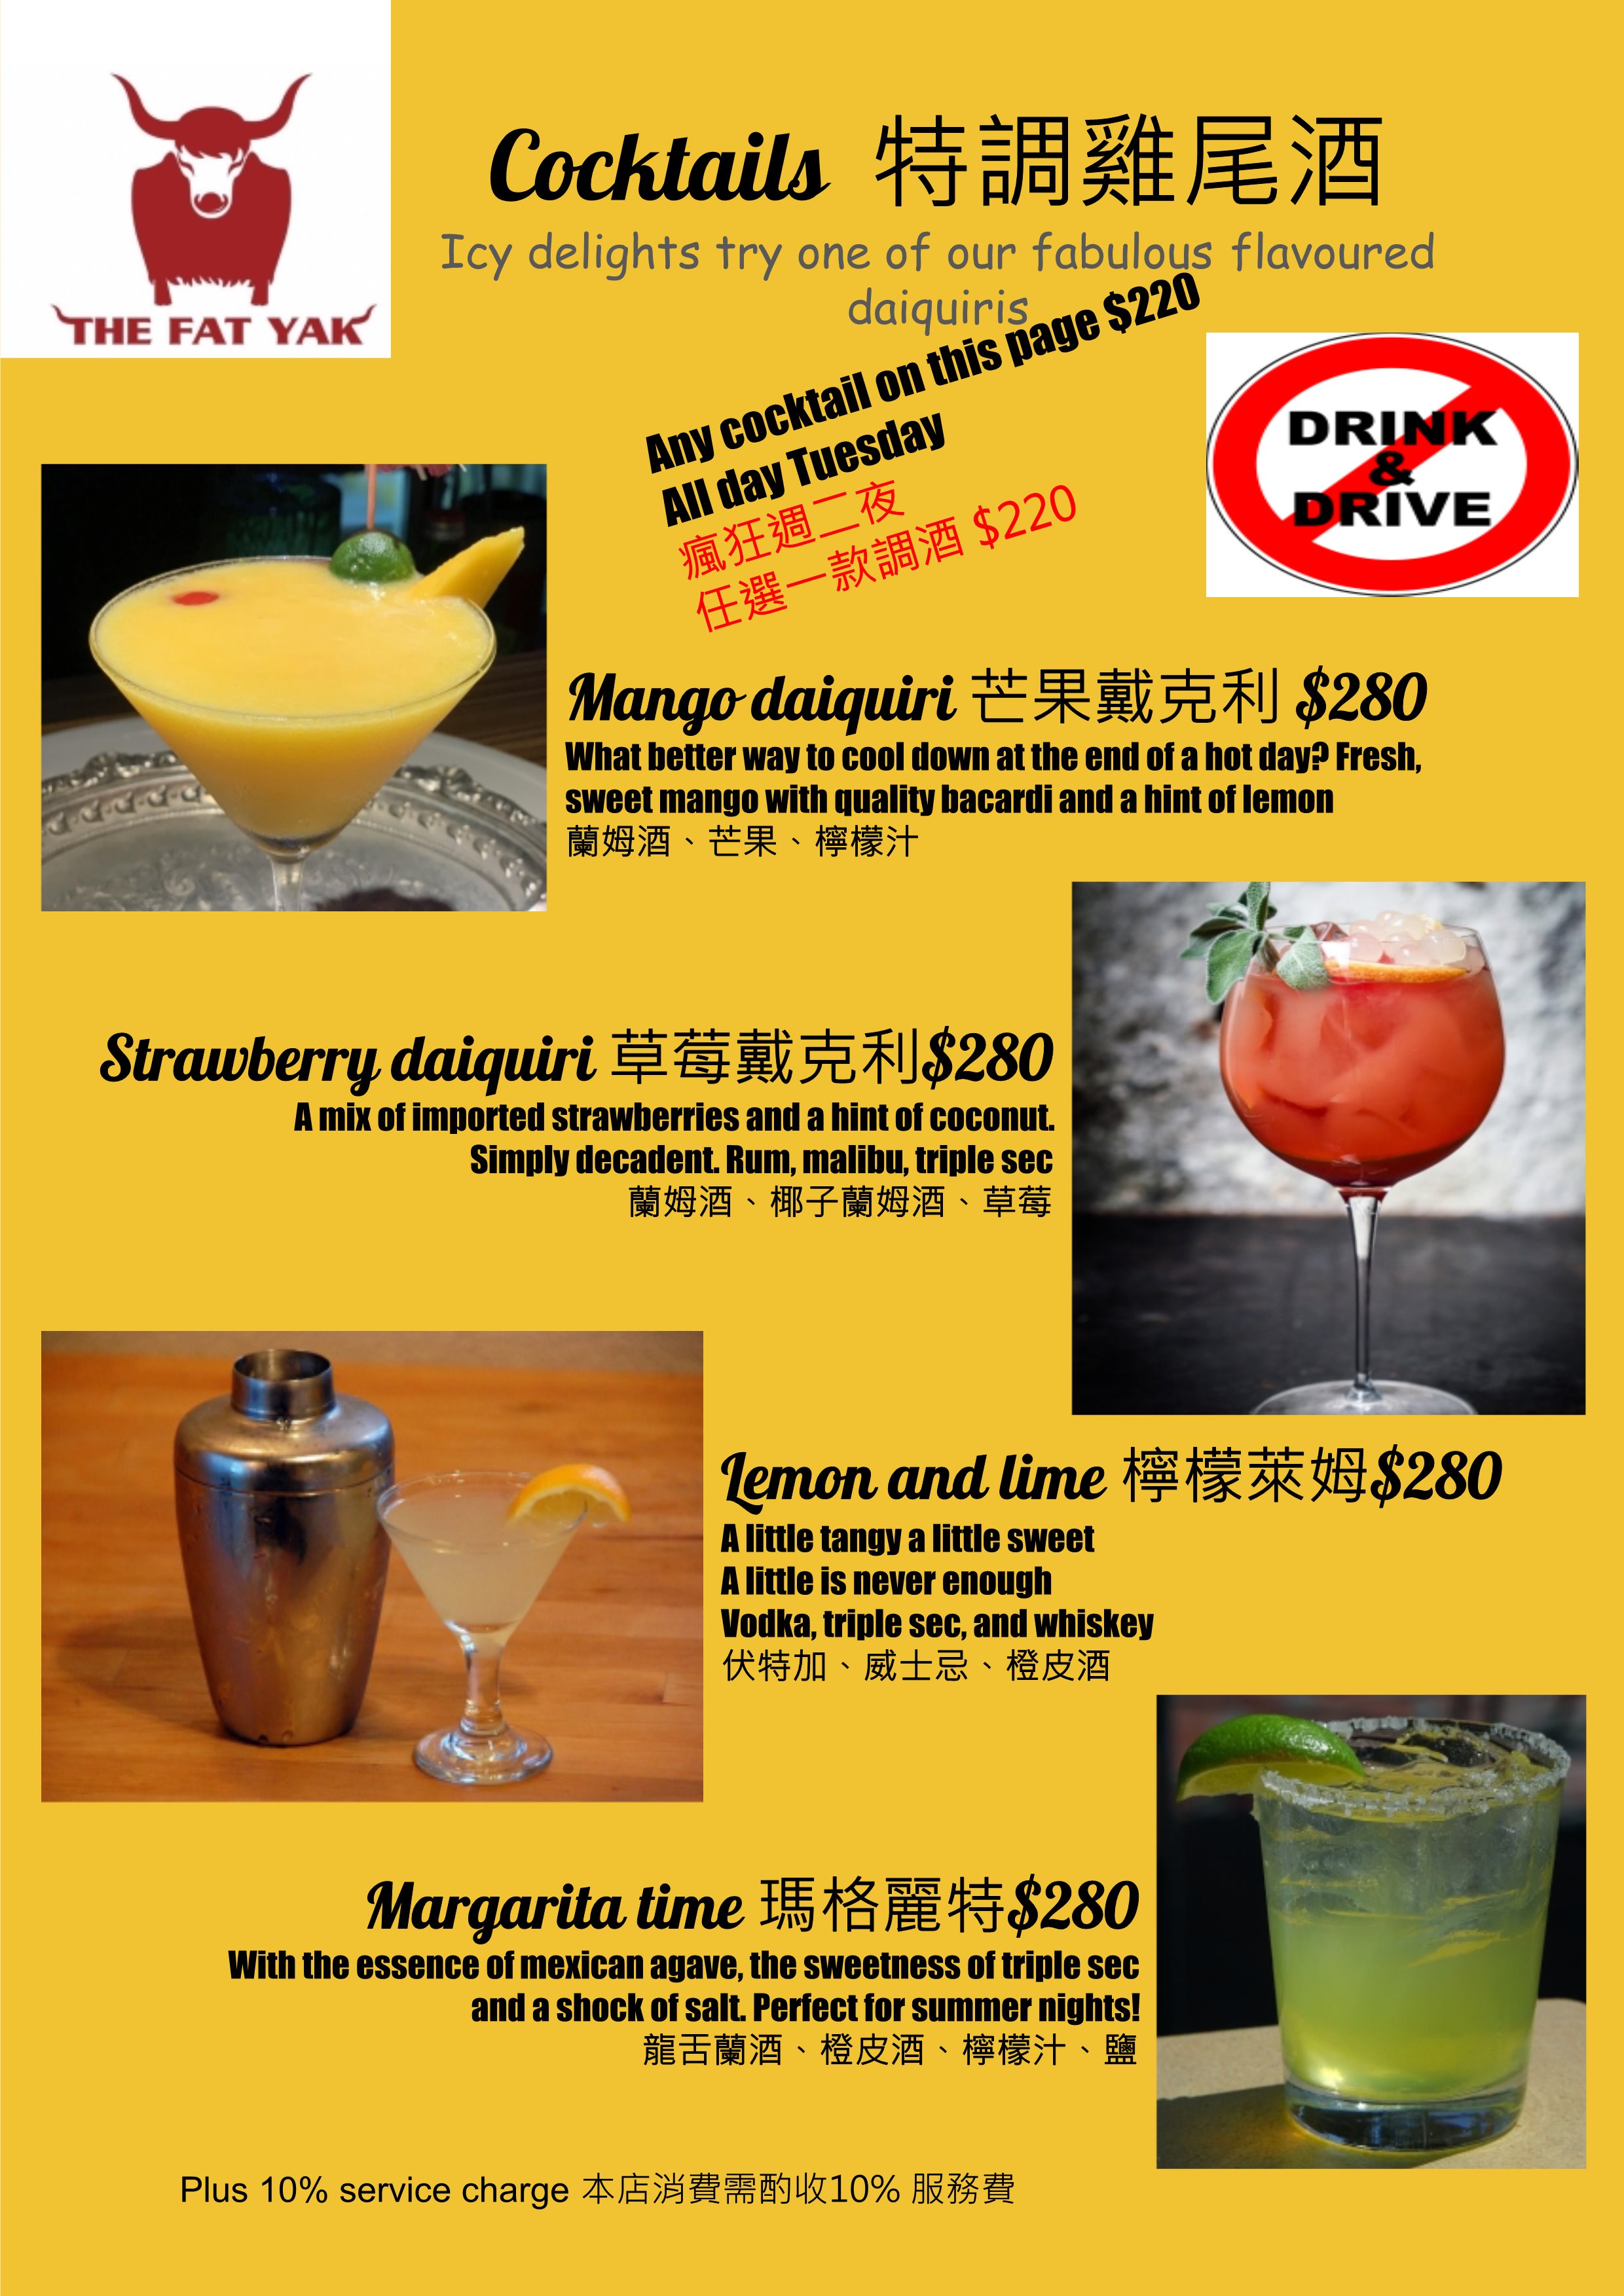 THE FAT YAK
Cocktails 特調雞尾酒
Icy delights try one of our fabulous flavoured
daiquiris
Any cocktail on this page $220
All day Tuesday
瘋狂週二夜
任選一款調酒 $220
DRINK
&
DRIVE
Mango daiquiri 芒果戴克利 $280
What better way to cool down at the end of a hot day? Fresh,
sweet mango with quality bacardi and a hint of lemon
蘭姆酒、芒果、檸檬汁
Strawberry daiquiri 草莓戴克利$280
A mix of imported strawberries and a hint of coconut.
Simply decadent. Rum, malibu, triple sec
蘭姆酒、椰子蘭姆酒、草莓
Lemon and lime 檸檬萊姆$280
A little tangy a little sweet
A little is never enough
Vodka, triple sec, and whiskey
伏特加、威士忌、橙皮酒
Margarita time 瑪格麗特$280
With the essence of mexican agave, the sweetness of triple sec
and a shock of salt. Perfect for summer nights!
龍舌蘭酒、橙皮酒、檸檬汁、鹽
Plus 10% service charge 本店消費需酌收10% 服務費